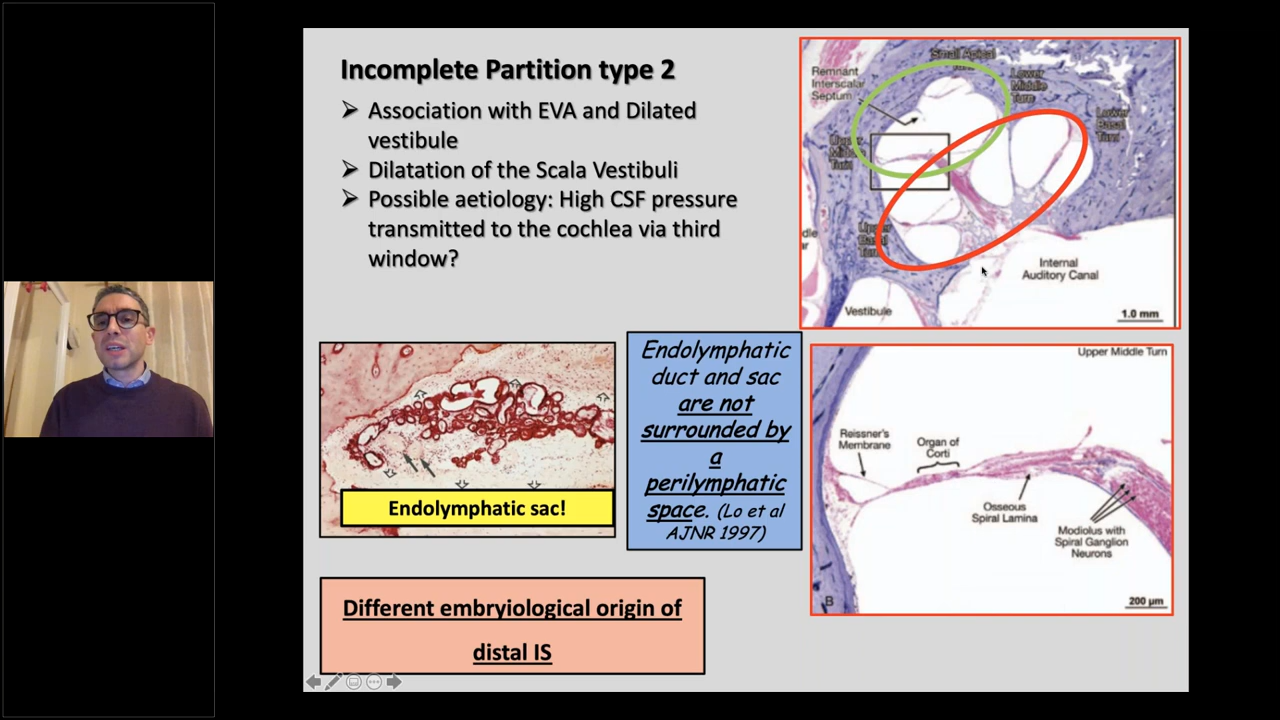 Incomplete Partition type 2
➢ Association with EVA and Dilated
vestibule
➢ Dilatation of the Scala Vestibuli
➢ Possible aetiology: High CSF pressure
transmitted to the cochlea via third
window?
Small Apical
Remnant
Interscalar
Septum
Lower
Middle
Turn
Lower
Basal
Turn
Upper
Turn
Upper
Basal
Turn
Internal
Auditory Canal
Vestibule
1.0 mm
Endolymphatic sac!
Endolymphatic
duct and sac
are not
surrounded by
a
perilymphatic
space. (Lo et al
AJNR 1997)
Upper Middle Turn
Reissner's
Membrane
Organ of
Corti
Osseous
Spiral Lamina
Modiolus with
Spiral Ganglion
Neurons
B
200 µm
Different embryiological origin of
distal IS